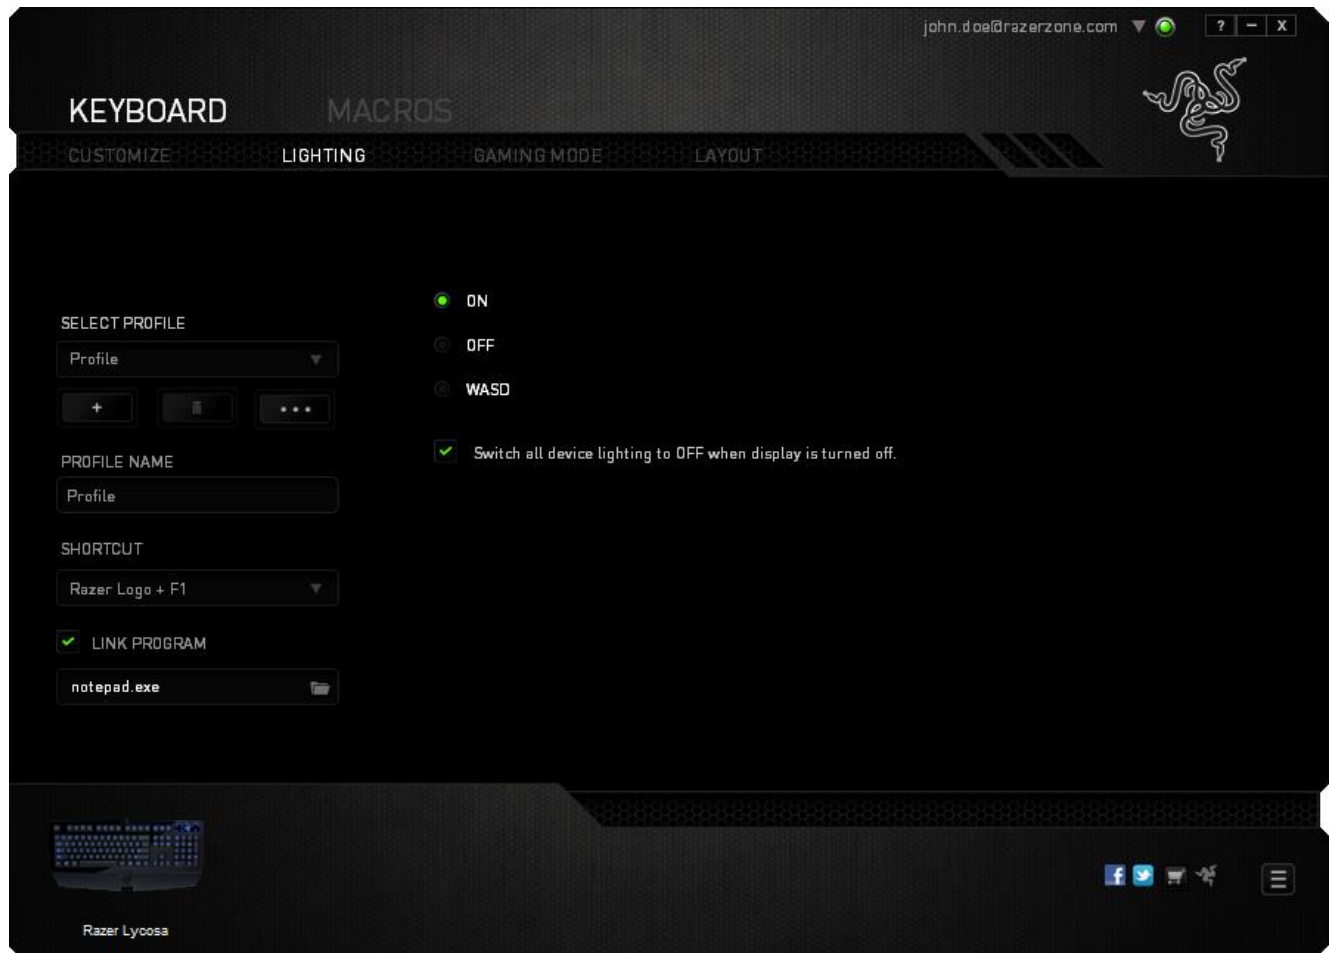 john.doe@razerzone.com
? – X
KEYBOARD MACROS
CUSTOMIZE LIGHTING GAMING MODE LAYOUT
SELECT PROFILE
Profile
+ •••
PROFILE NAME
Profile
SHORTCUT
Razer Logo + F1
LINK PROGRAM
notepad.exe
ON
OFF
WASD
Switch all device lighting to OFF when display is turned off.
Razer Lycosa
f